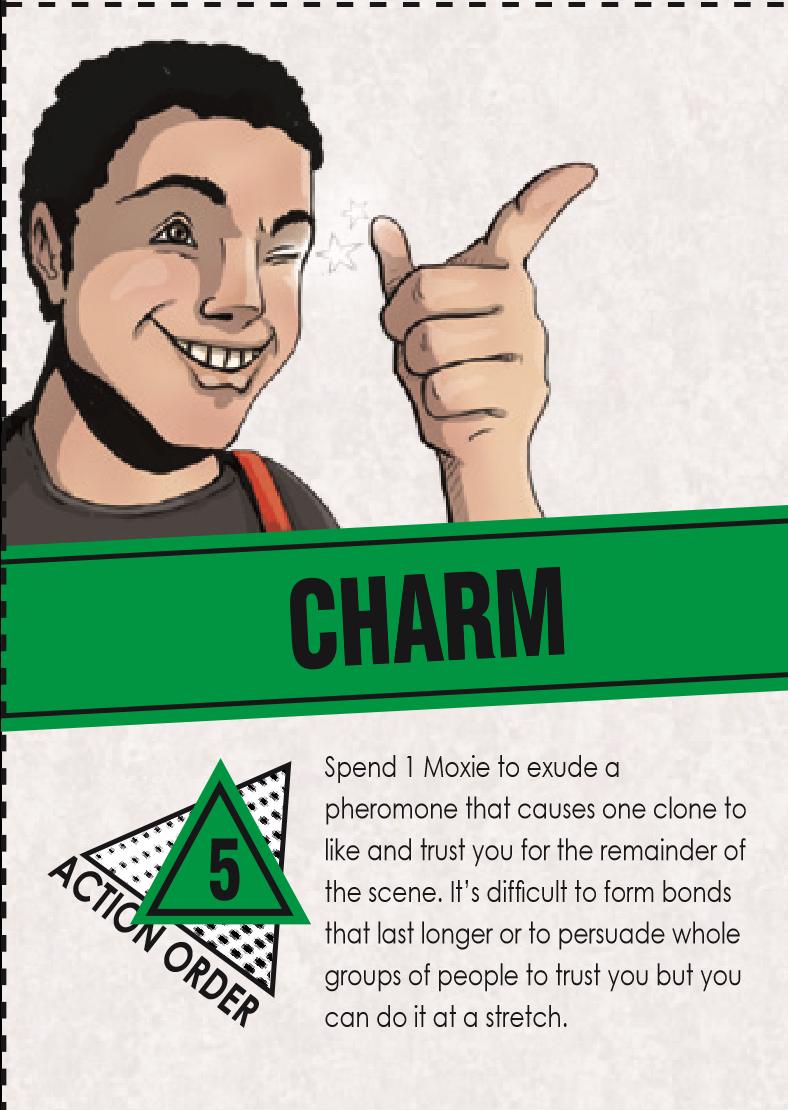 CHARM
5
ACTION ORDER
Spend 1 Moxie to exude a
pheromone that causes one clone to
like and trust you for the remainder of
the scene. It’s difficult to form bonds
that last longer or to persuade whole
groups of people to trust you but you
can do it at a stretch.